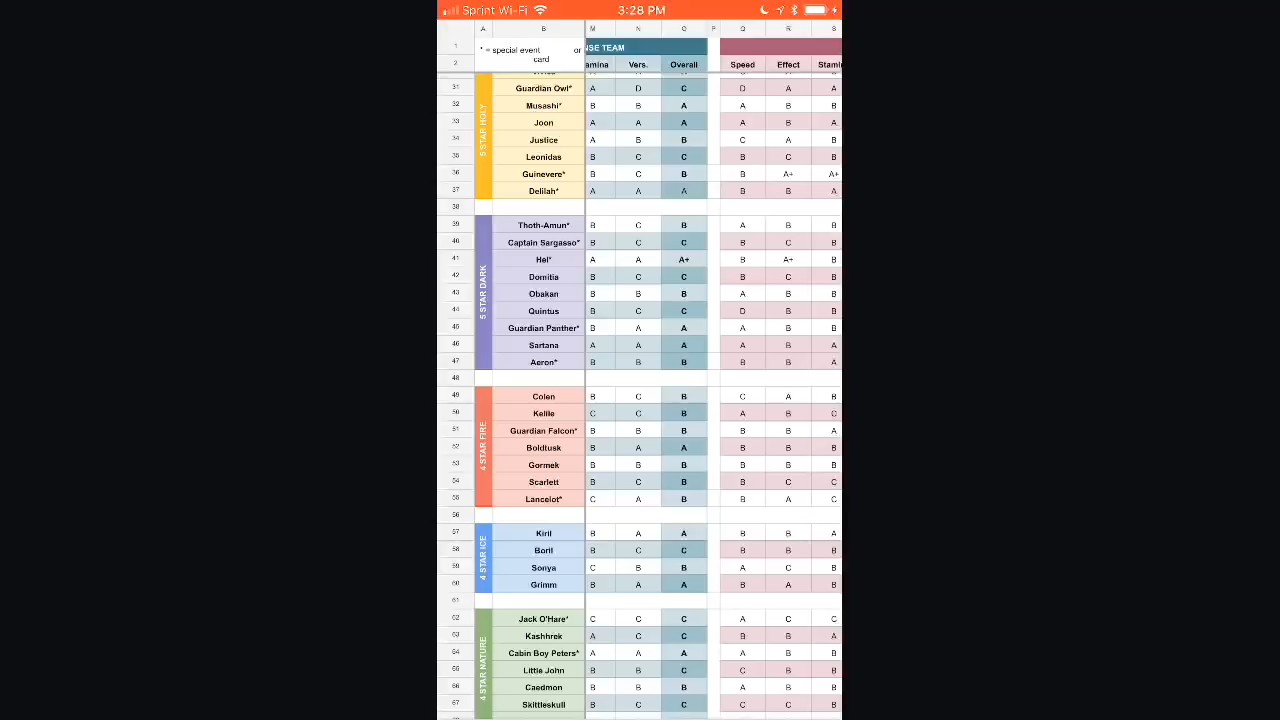 Sprint Wi-Fi 3:28 PM
A B M N O P Q R S
1 * = special event or NSE TEAM
card
2 amina Vers. Overall Speed Effect Stami
31 Guardian Owl* A D C D A A
32 Musashi* B B A A B B
33 Joon A A A A B A
34 Justice A B B C A B
35 Leonidas B C C B C B
36 Guinevere* B C B B A+ A+
37 Delilah* A A A B B A
5 STAR HOLY
38
39 Thoth-Amun* B C B A B B
40 Captain Sargasso* B C C B C B
41 Hel* A A A+ B A+ B
42 Domitia B C C B C B
43 Obakan B B B A B B
44 Quintus B C C D B B
45 Guardian Panther* B A A A B B
46 Sartana A A A A B A
47 Aeron* B B B B B A
5 STAR DARK
48
49 Colen B C B C A B
50 Kelile C C B A B C
51 Guardian Falcon* B B B B B A
52 Boldtusk B A A B B B
53 Gormek B B B B B B
54 Scarlett B C B B C C
55 Lancelot* C A B B A C
4 STAR FIRE
56
57 Kiril B A A B B A
58 Boril B C C B B B
59 Sonya C B B A C B
60 Grimm B A A B A B
4 STAR ICE
61
62 Jack O'Hare* C C C A C C
63 Kashhrek A C C B B A
64 Cabin Boy Peters* A A A A B B
65 Little John B B C C B B
66 Caedmon B B B A B B
67 Skittleskull B C C C C B
4 STAR NATURE